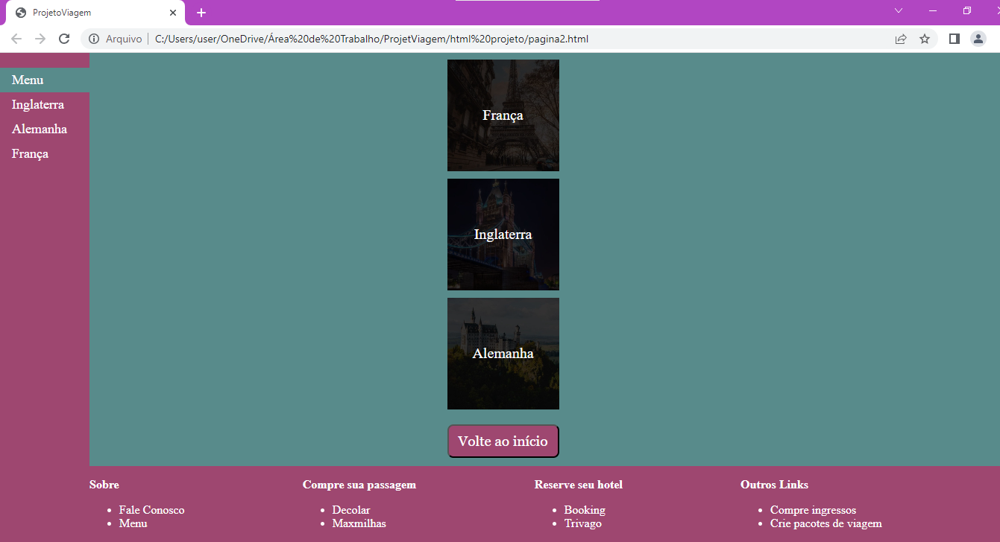 ProjetoViagem
Arquivo
C:/Users/user/OneDrive/Área%20de%20Trabalho/ProjetViagem/html%20projeto/pagina2.html
Menu
Inglaterra
Alemanha
França
França
Inglaterra
Alemanha
Volte ao início
Sobre
Fale Conosco
Menu
Compre sua passagem
Decolar
Maxmilhas
Reserve seu hotel
Booking
Trivago
Outros Links
Compre ingressos
Crie pacotes de viagem